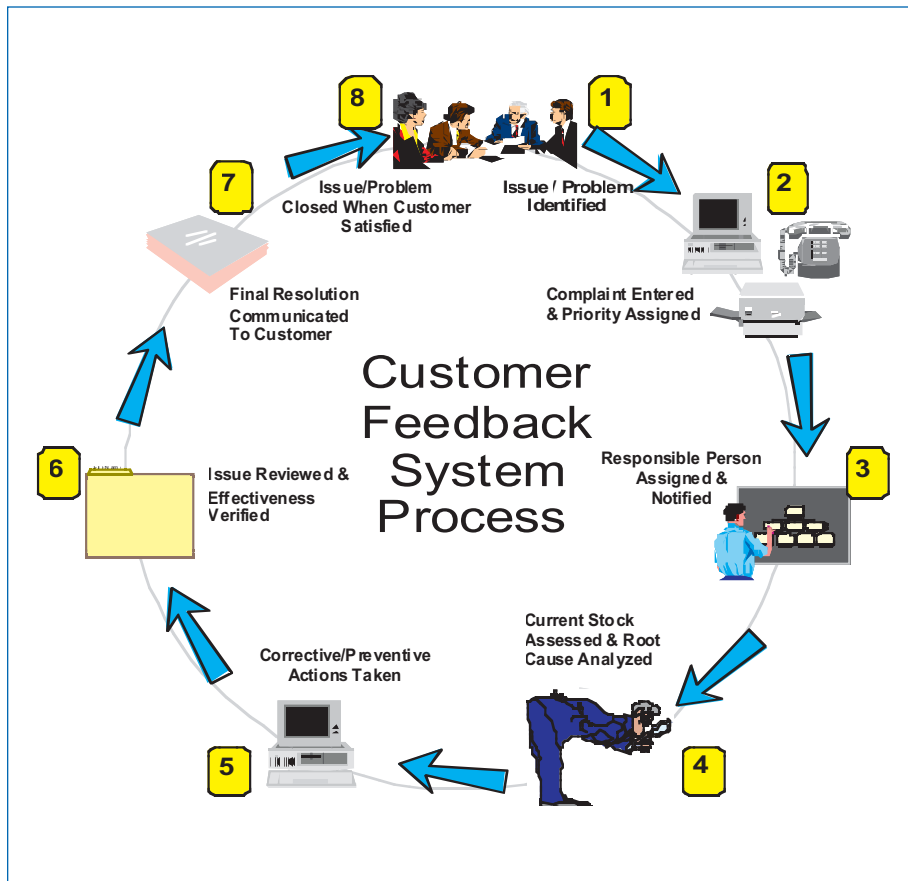 8
1
Issue/Problem
Closed When Customer
Satisfied
Issue / Problem
Identified
2
Complaint Entered
& Priority Assigned
3
Responsible Person
Assigned &
Notified
4
Current Stock
Assessed & Root
Cause Analyzed
5
Corrective/Preventive
Actions Taken
6
Issue Reviewed &
Effectiveness
Verified
7
Final Resolution
Communicated
To Customer
Customer
Feedback
System
Process